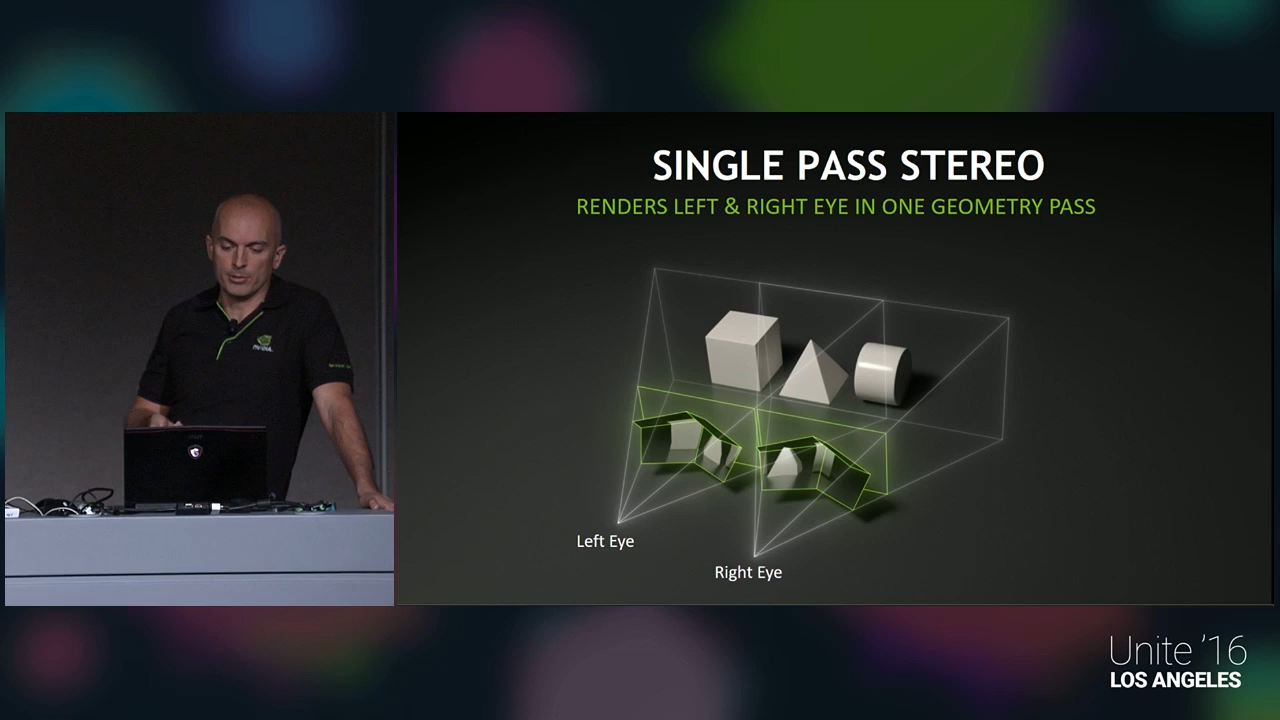 SINGLE PASS STEREO
RENDERS LEFT & RIGHT EYE IN ONE GEOMETRY PASS
Left Eye
Right Eye
NVIDIA.
Unite '16
LOS ANGELES